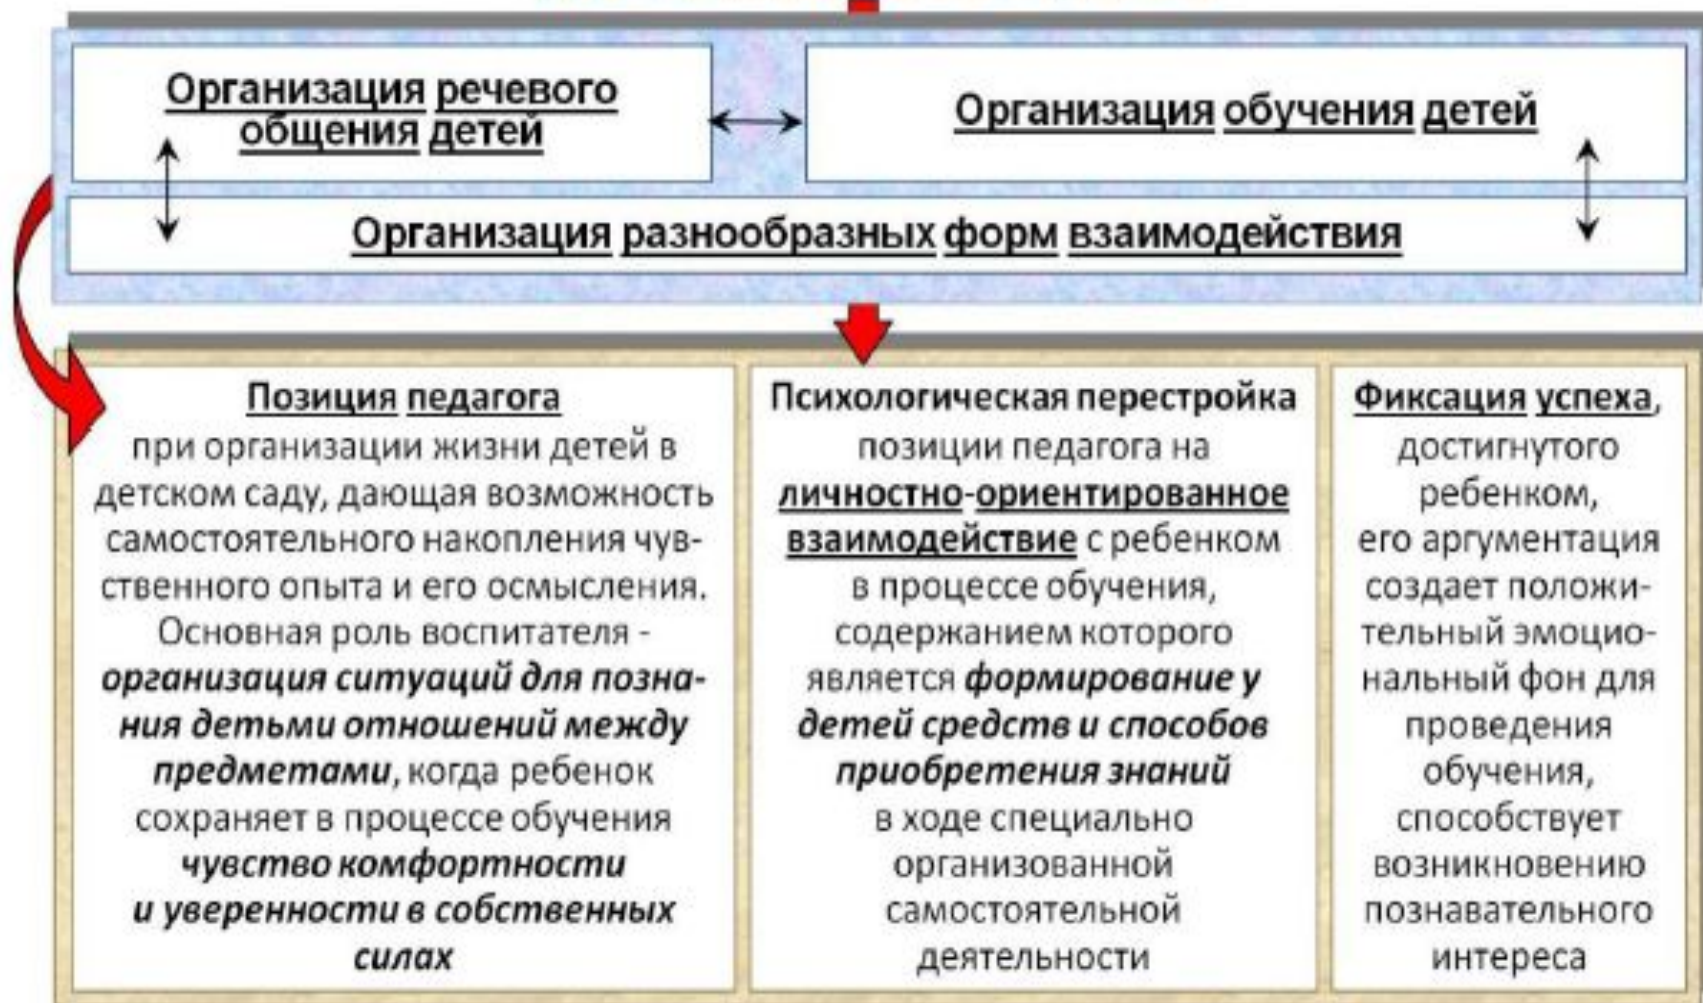 Организация речевого
общения детей
Организация обучения детей
Организация разнообразных форм взаимодействия
Позиция педагога
при организации жизни детей в
детском саду, дающая возможность
самостоятельного накопления чув-
ственного опыта и его осмысления.
Основная роль воспитателя -
организация ситуаций для позна-
ния детьми отношений между
предметами, когда ребенок
сохраняет в процессе обучения
чувство комфортности
и уверенности в собственных
силах
Психологическая перестройка
позиции педагога на
личностно-ориентированное
взаимодействие с ребенком
в процессе обучения,
содержанием которого
является формирование у
детей средств и способов
приобретения знаний
в ходе специально
организованной
самостоятельной
деятельности
Фиксация успеха,
достигнутого
ребенком,
его аргументация
создает положи-
тельный эмоцио-
нальный фон для
проведения
обучения,
способствует
возникновению
познавательного
интереса